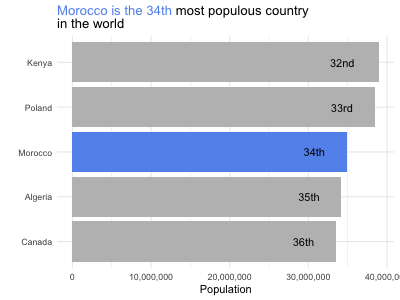 Morocco is the 34th most populous country
in the world
Kenya 32nd
Poland 33rd
Morocco 34th
Algeria 35th
Canada 36th
0 10,000,000 20,000,000 30,000,000 40,000,
Population